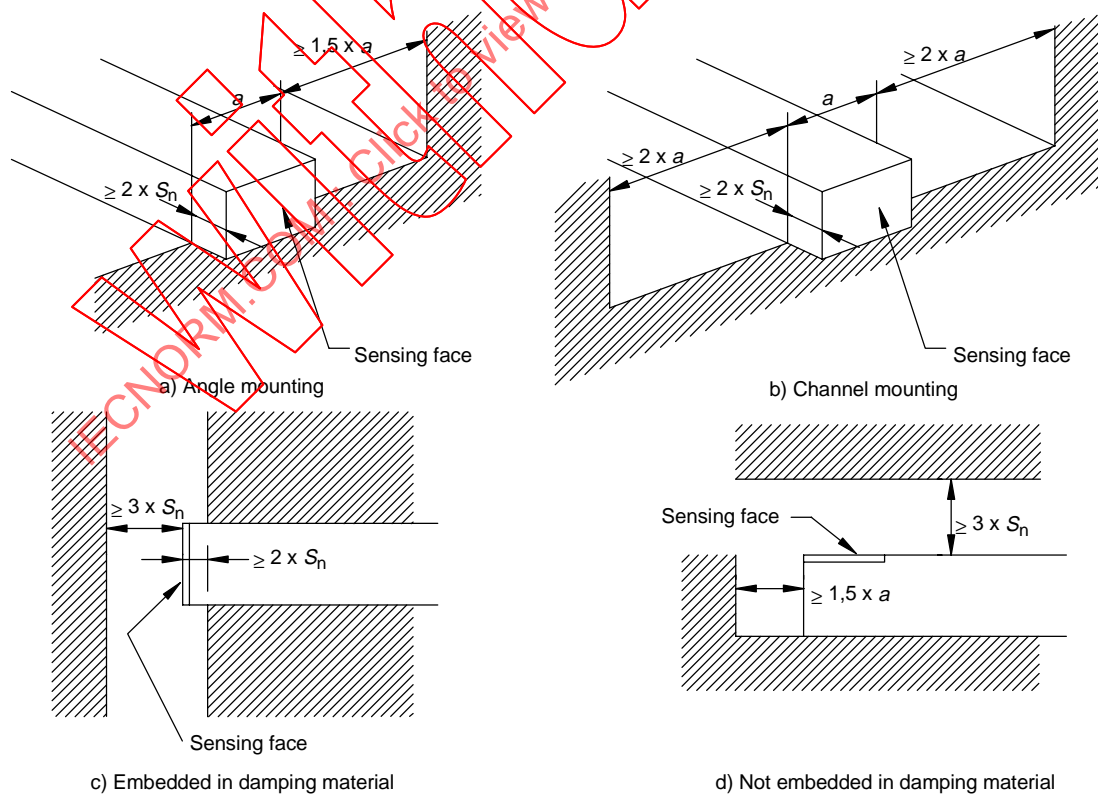 ≥ 1,5 x a
a
≥ 2 x Sn
Sensing face
a) Angle mounting
≥ 2 x a
a
≥ 2 x a
≥ 2 x Sn
Sensing face
b) Channel mounting
≥ 3 x Sn
≥ 2 x Sn
Sensing face
c) Embedded in damping material
Sensing face
≥ 3 x Sn
≥ 1,5 x a
d) Not embedded in damping material
IECNORM.COM : Click to view